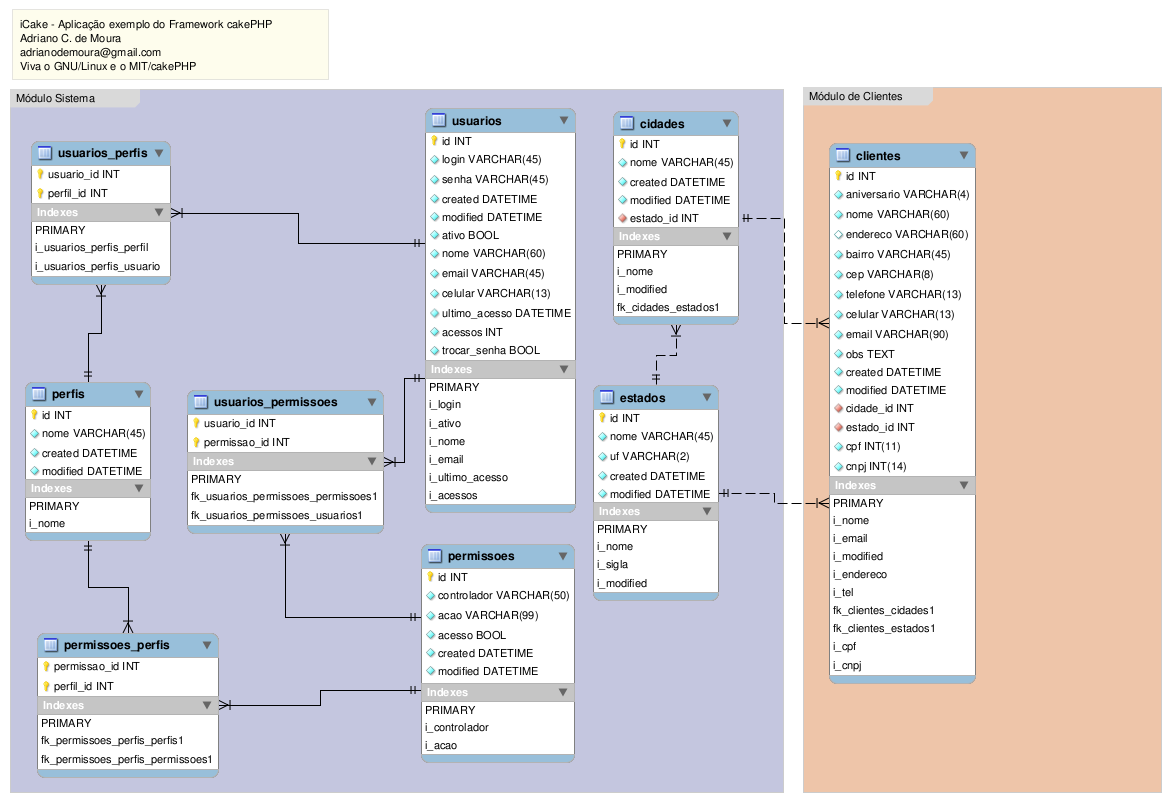 iCake - Aplicação exemplo do Framework cakePHP
Adriano C. de Moura
adrianodemoura@gmail.com
Viva o GNU/Linux e o MIT/cakePHP
Módulo Sistema
usuarios_perfis
usuario_id INT
perfil_id INT
Indexes
PRIMARY
i_usuarios_perfis_perfil
i_usuarios_perfis_usuario
perfis
id INT
nome VARCHAR(45)
created DATETIME
modified DATETIME
Indexes
PRIMARY
i_nome
permissoes_perfis
permissao_id INT
perfil_id INT
Indexes
PRIMARY
fk_permissoes_perfis_perfis1
fk_permissoes_perfis_permissoes1
usuarios_permissoes
usuario_id INT
permissao_id INT
Indexes
PRIMARY
fk_usuarios_permissoes_permissoes1
fk_usuarios_permissoes_usuarios1
usuarios
id INT
login VARCHAR(45)
senha VARCHAR(45)
created DATETIME
modified DATETIME
ativo BOOL
nome VARCHAR(60)
email VARCHAR(45)
celular VARCHAR(13)
ultimo_acesso DATETIME
acessos INT
trocar_senha BOOL
Indexes
PRIMARY
i_login
i_ativo
i_nome
i_email
i_ultimo_acesso
i_acessos
permissoes
id INT
controlador VARCHAR(50)
acao VARCHAR(99)
acesso BOOL
created DATETIME
modified DATETIME
Indexes
PRIMARY
i_controlador
i_acao
cidades
id INT
nome VARCHAR(45)
created DATETIME
modified DATETIME
estado_id INT
Indexes
PRIMARY
i_nome
i_modified
fk_cidades_estados1
estados
id INT
nome VARCHAR(45)
uf VARCHAR(2)
created DATETIME
modified DATETIME
Indexes
PRIMARY
i_nome
i_sigla
i_modified
Módulo de Clientes
clientes
id INT
aniversario VARCHAR(4)
nome VARCHAR(60)
endereco VARCHAR(60)
bairro VARCHAR(45)
cep VARCHAR(8)
telefone VARCHAR(13)
celular VARCHAR(13)
email VARCHAR(90)
obs TEXT
created DATETIME
modified DATETIME
cidade_id INT
estado_id INT
cpf INT(11)
cnpj INT(14)
Indexes
PRIMARY
i_nome
i_email
i_modified
i_endereco
i_tel
fk_clientes_cidades1
fk_clientes_estados1
i_cpf
i_cnpj